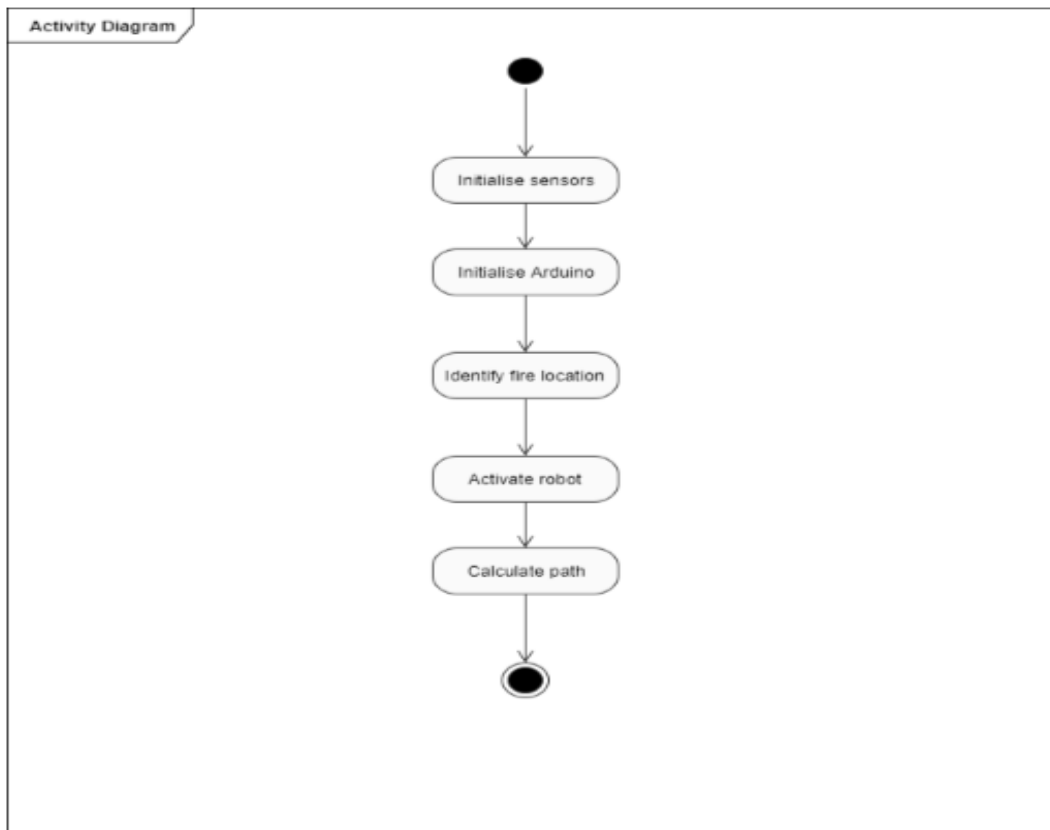 Activity Diagram
Initialise sensors
Initialise Arduino
Identify fire location
Activate robot
Calculate path